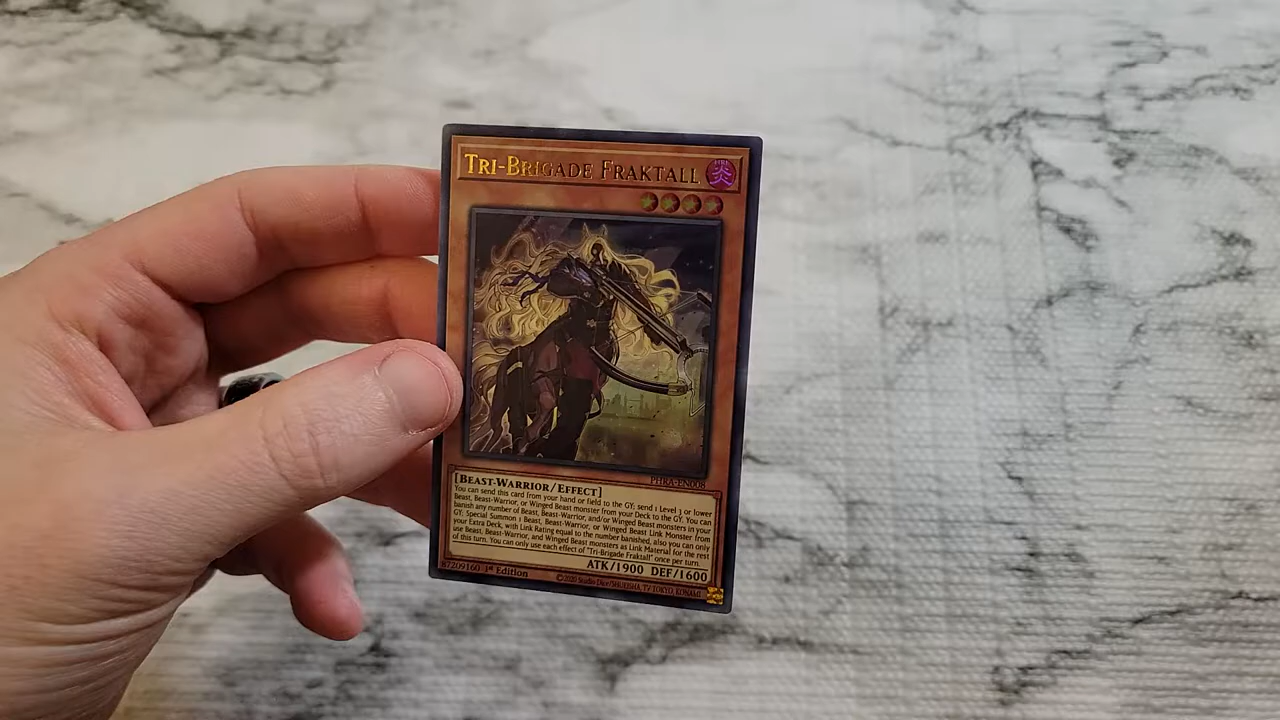 TRI-BRIGADE FRAKTALL
炎
PHRA-EN008
[BEAST-WARRIOR/EFFECT]
You can send this card from your hand or field to the GY; send 1 Level 3 or lower
Beast, Beast-Warrior, or Winged Beast monster from your Deck to the GY. You can
banish any number of Beast, Beast-Warrior, and/or Winged Beast monsters in your
GY; Special Summon 1 Beast, Beast-Warrior, or Winged Beast Link Monster from
your Extra Deck, with Link Rating equal to the number banished, also you can only
use Beast, Beast-Warrior, and Winged Beast monsters as Link Material for the rest
of this turn. You can only use each effect of "Tri-Brigade Fraktall" once per turn.
ATK/1900 DEF/1600
87209160 1st Edition ©2020 Studio Dice/SHUEISHA, TV TOKYO, KONAMI